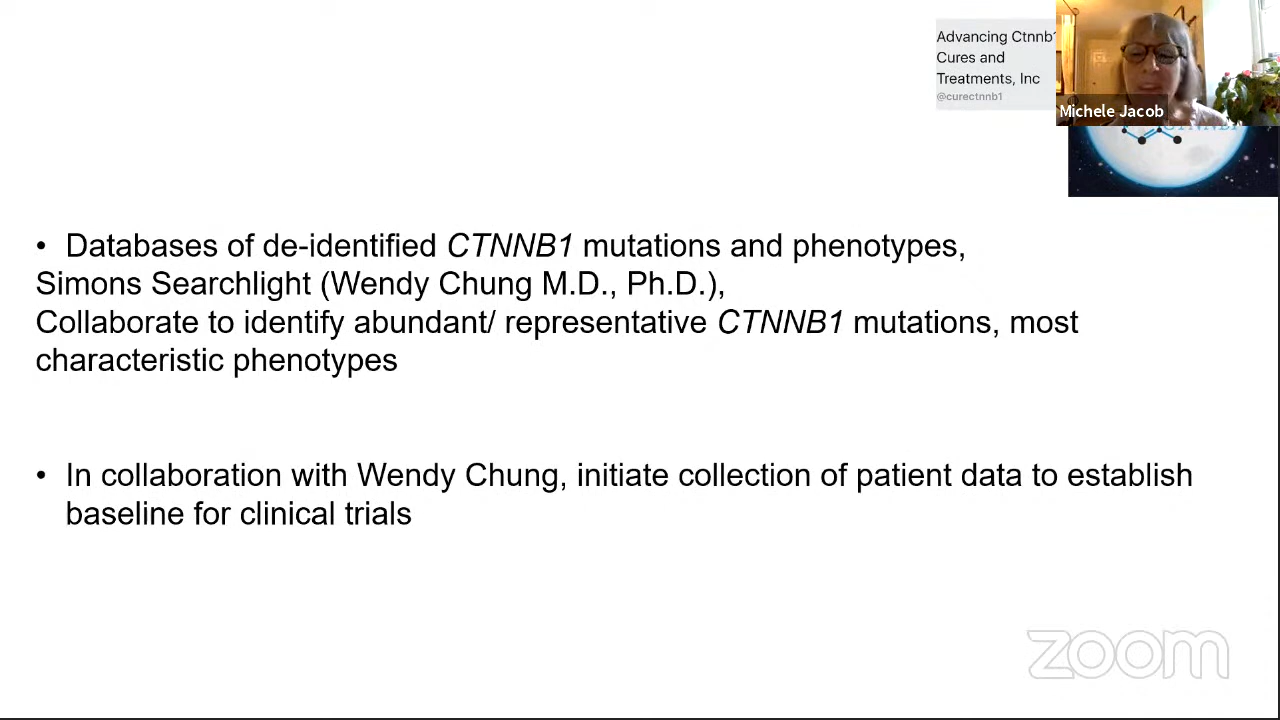 Advancing Ctnnb1
Cures and
Treatments, Inc
@curectnnb1
Michele Jacob
CTNNB1
• Databases of de-identified CTNNB1 mutations and phenotypes,
Simons Searchlight (Wendy Chung M.D., Ph.D.),
Collaborate to identify abundant/ representative CTNNB1 mutations, most
characteristic phenotypes
• In collaboration with Wendy Chung, initiate collection of patient data to establish
baseline for clinical trials
zoom